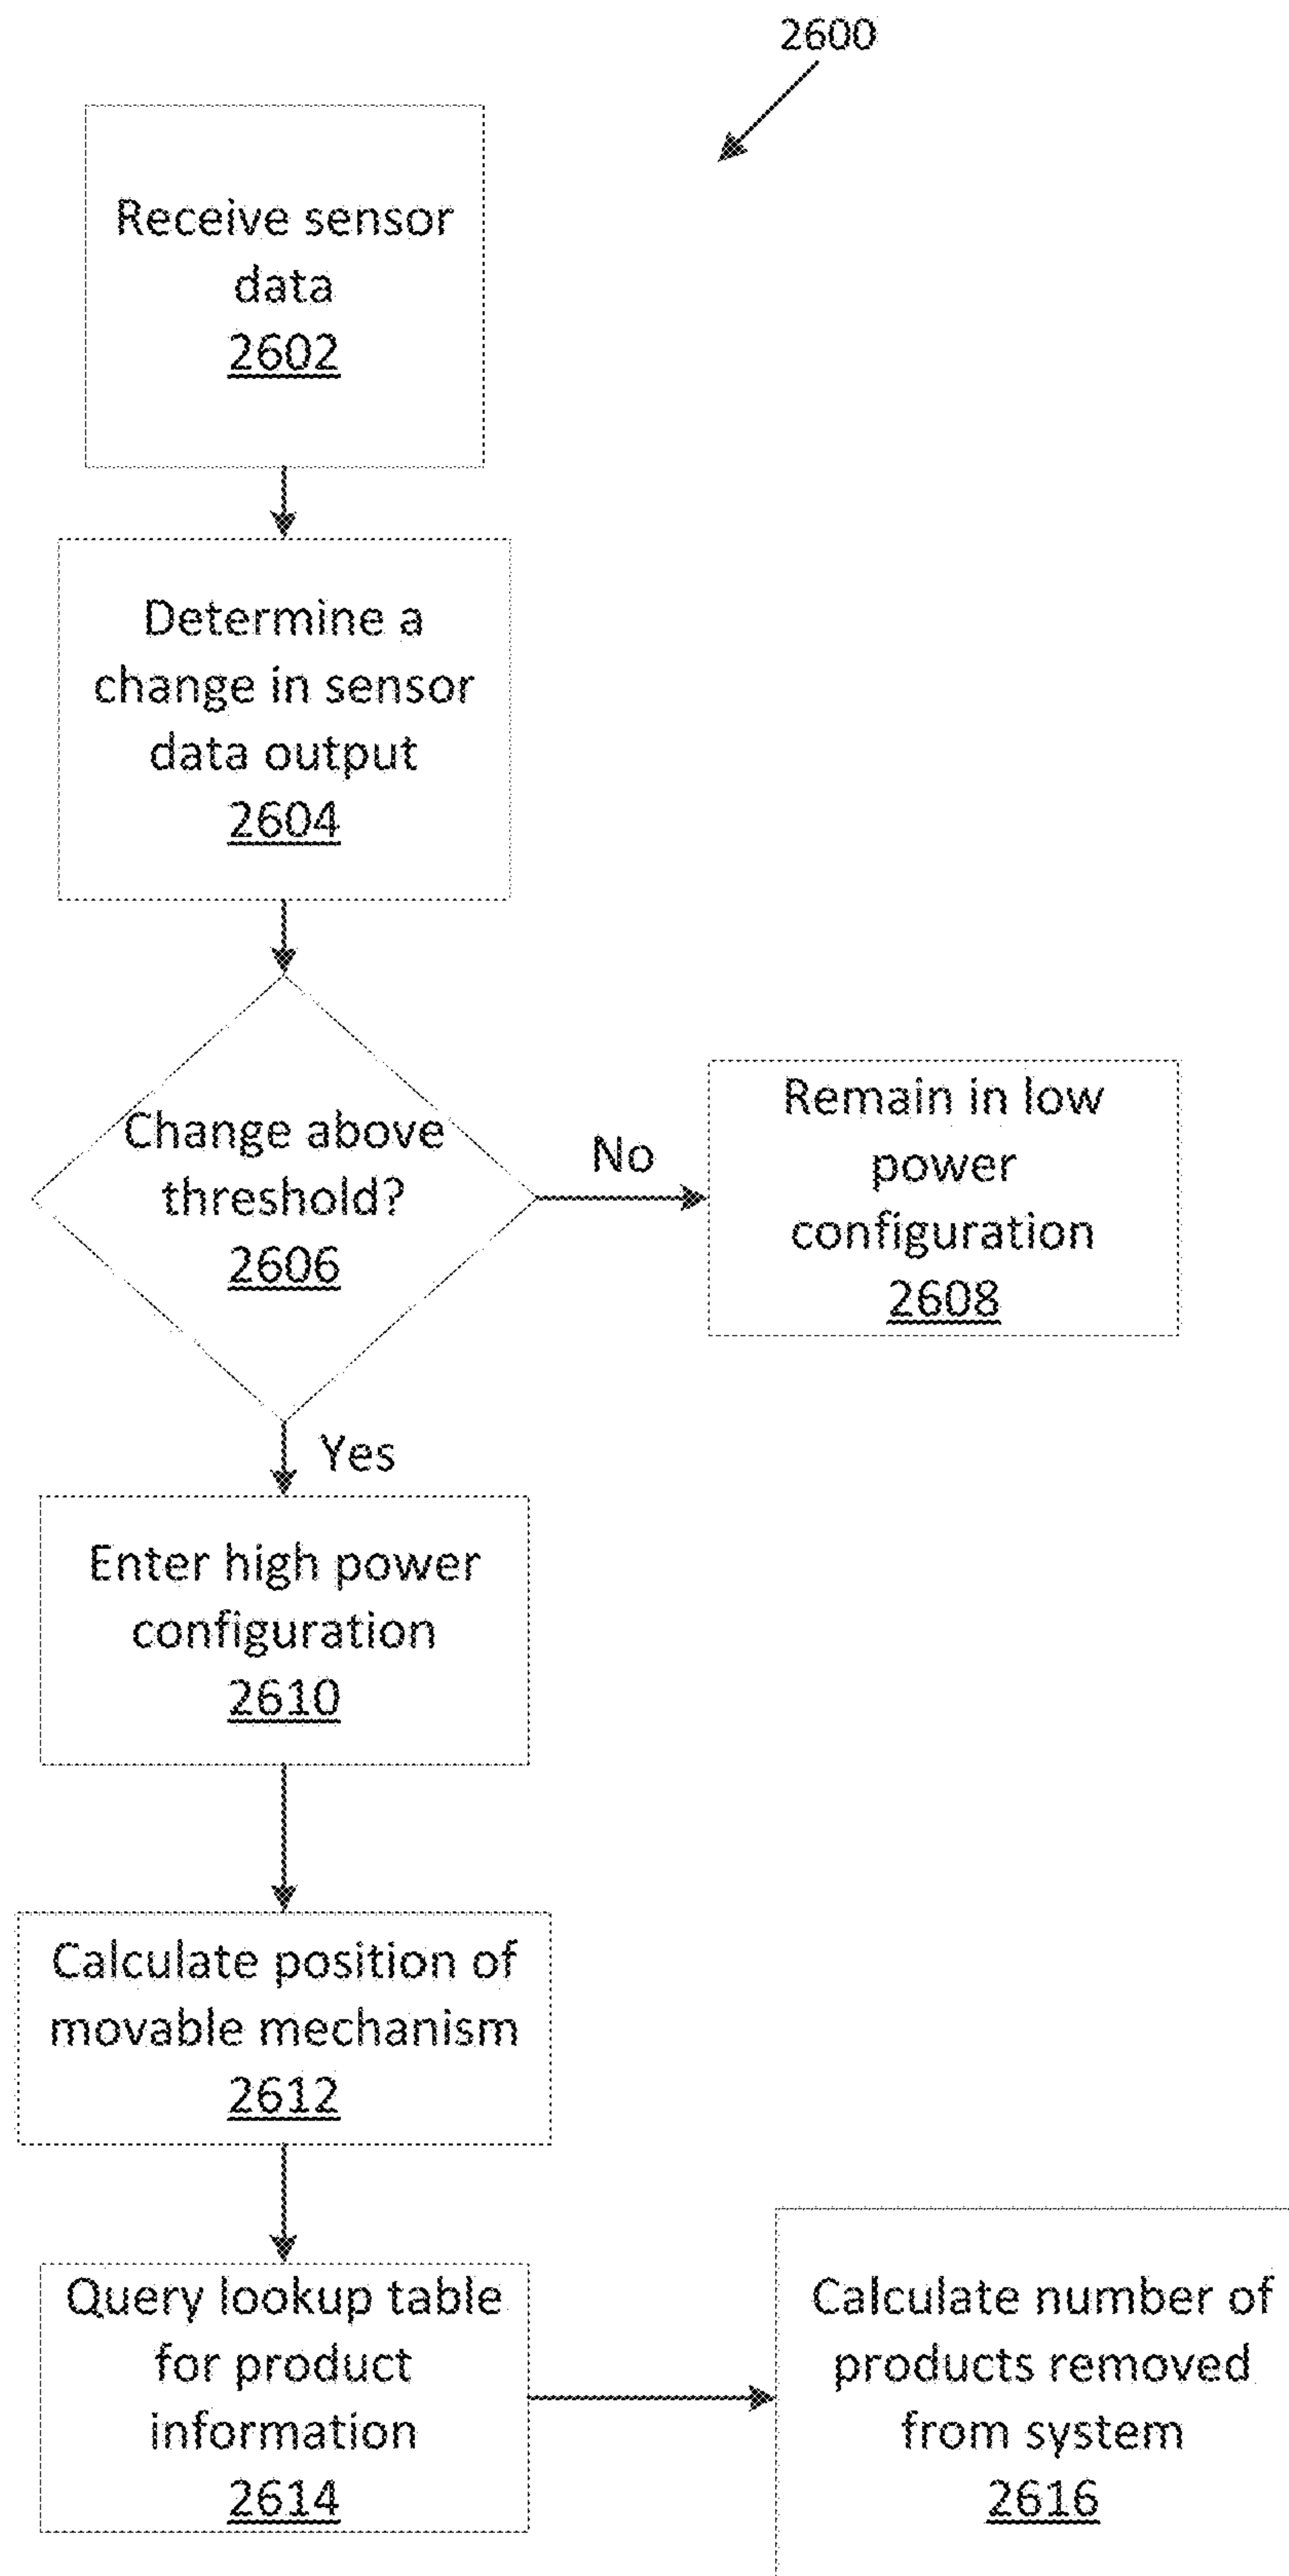 2600
Receive sensor
data
2602
Determine a
change in sensor
data output
2604
Change above
threshold?
2606
No
Remain in low
power
configuration
2608
Yes
Enter high power
configuration
2610
Calculate position of
movable mechanism
2612
Query lookup table
for product
information
2614
Calculate number of
products removed
from system
2616